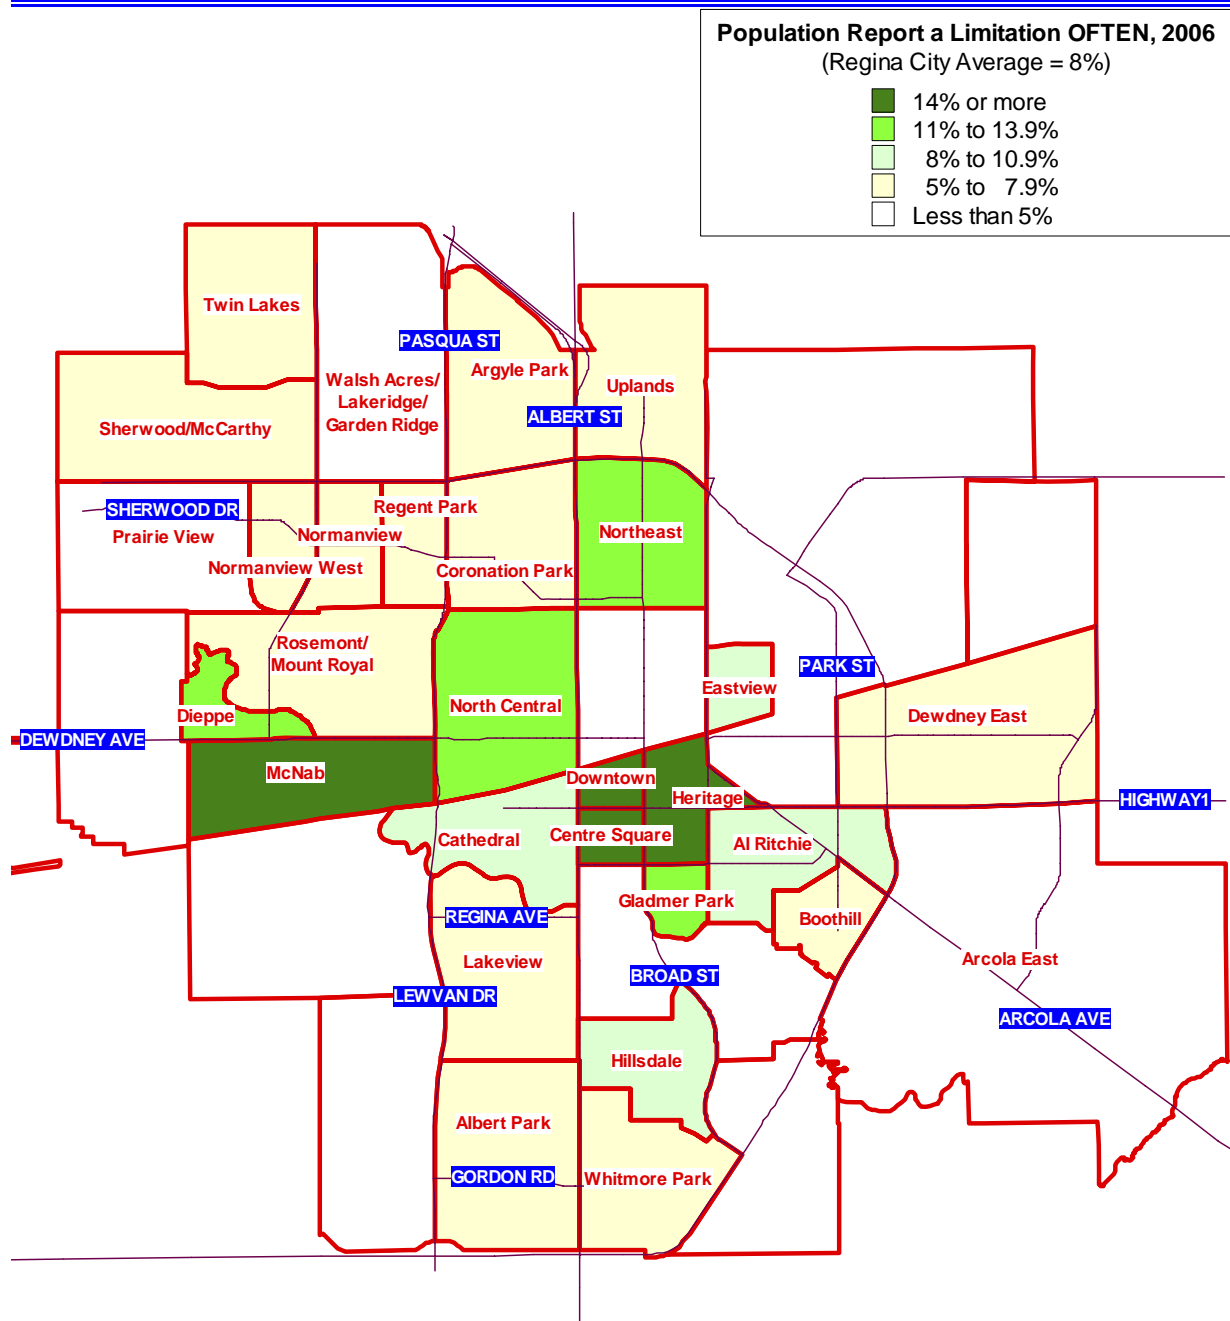 Population Report a Limitation OFTEN, 2006
(Regina City Average = 8%)
14% or more
11% to 13.9%
8% to 10.9%
5% to 7.9%
Less than 5%
Twin Lakes
PASQUA ST
Argyle Park
Walsh Acres/
Lakeridge/
Garden Ridge
Uplands
ALBERT ST
Sherwood/McCarthy
SHERWOOD DR
Regent Park
Prairie View
Normanview
Northeast
Normanview West
Coronation Park
Rosemont/
Mount Royal
PARK ST
Eastview
Dieppe
North Central
Dewdney East
DEWDNEY AVE
McNab
Downtown
Heritage
HIGHWAY1
Cathedral
Centre Square
Al Ritchie
Gladmer Park
REGINA AVE
Boothill
Lakeview
Arcola East
BROAD ST
LEWVAN DR
ARCOLA AVE
Hillsdale
Albert Park
GORDON RD
Whitmore Park